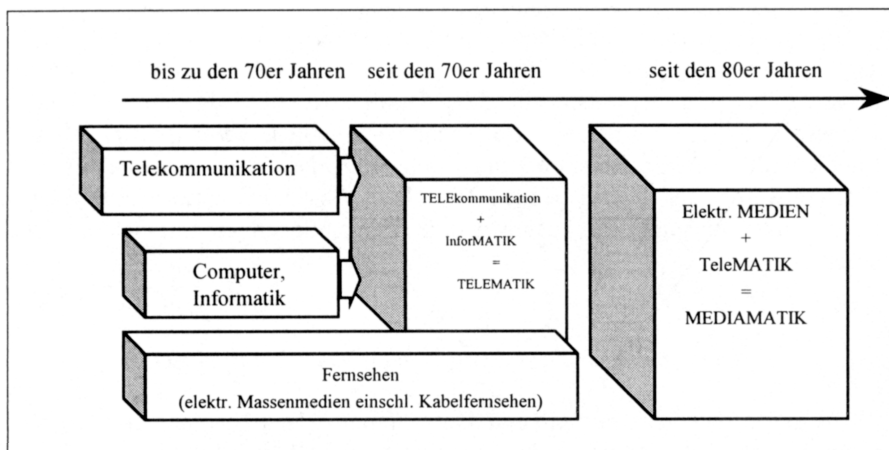 bis zu den 70er Jahren seit den 70er Jahren seit den 80er Jahren
Telekommunikation
Computer,
Informatik
TELEkommunikation
+
InforMATIK
=
TELEMATIK
Fernsehen
(elektr. Massenmedien einschl. Kabelfernsehen)
Elektr. MEDIEN
+
TeleMATIK
=
MEDIAMATIK